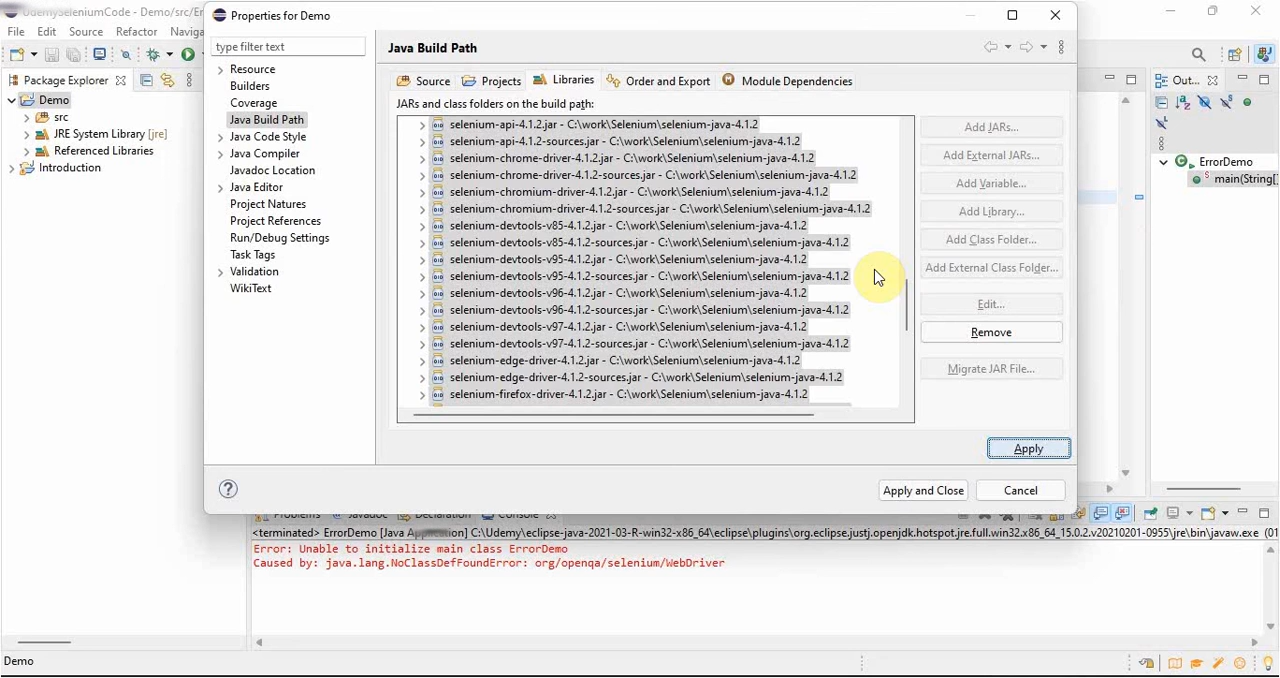 UdemySeleniumCode - Demo/src/Er
Properties for Demo
File Edit Source Refactor Naviga
type filter text
Java Build Path
Package Explorer
Source Projects Libraries Order and Export Module Dependencies
Out...
Resource
Builders
Coverage
Java Build Path
Java Code Style
Java Compiler
Javadoc Location
Java Editor
Project Natures
Project References
Run/Debug Settings
Task Tags
Validation
WikiText
Demo
src
JRE System Library [jre]
Referenced Libraries
Introduction
JARs and class folders on the build path:
selenium-api-4.1.2.jar - C:\work\Selenium\selenium-java-4.1.2
selenium-api-4.1.2-sources.jar - C:\work\Selenium\selenium-java-4.1.2
selenium-chrome-driver-4.1.2.jar - C:\work\Selenium\selenium-java-4.1.2
selenium-chrome-driver-4.1.2-sources.jar - C:\work\Selenium\selenium-java-4.1.2
selenium-chromium-driver-4.1.2.jar - C:\work\Selenium\selenium-java-4.1.2
selenium-chromium-driver-4.1.2-sources.jar - C:\work\Selenium\selenium-java-4.1.2
selenium-devtools-v85-4.1.2.jar - C:\work\Selenium\selenium-java-4.1.2
selenium-devtools-v85-4.1.2-sources.jar - C:\work\Selenium\selenium-java-4.1.2
selenium-devtools-v95-4.1.2.jar - C:\work\Selenium\selenium-java-4.1.2
selenium-devtools-v95-4.1.2-sources.jar - C:\work\Selenium\selenium-java-4.1.2
selenium-devtools-v96-4.1.2.jar - C:\work\Selenium\selenium-java-4.1.2
selenium-devtools-v96-4.1.2-sources.jar - C:\work\Selenium\selenium-java-4.1.2
selenium-devtools-v97-4.1.2.jar - C:\work\Selenium\selenium-java-4.1.2
selenium-devtools-v97-4.1.2-sources.jar - C:\work\Selenium\selenium-java-4.1.2
selenium-edge-driver-4.1.2.jar - C:\work\Selenium\selenium-java-4.1.2
selenium-edge-driver-4.1.2-sources.jar - C:\work\Selenium\selenium-java-4.1.2
selenium-firefox-driver-4.1.2.jar - C:\work\Selenium\selenium-java-4.1.2
Add JARs...
Add External JARs...
Add Variable...
Add Library...
Add Class Folder...
Add External Class Folder...
Edit...
Remove
Migrate JAR File...
Apply
Apply and Close
Cancel
ErrorDemo
main(String[]
Problems Javadoc Declaration Console
<terminated> ErrorDemo [Java Application] C:\Udemy\eclipse-java-2021-03-R-win32-x86_64\eclipse\plugins\org.eclipse.justj.openjdk.hotspot.jre.full.win32.x86_64_15.0.2.v20210201-0955\jre\bin\javaw.exe (01
Error: Unable to initialize main class ErrorDemo
Caused by: java.lang.NoClassDefFoundError: org/openqa/selenium/WebDriver
Demo